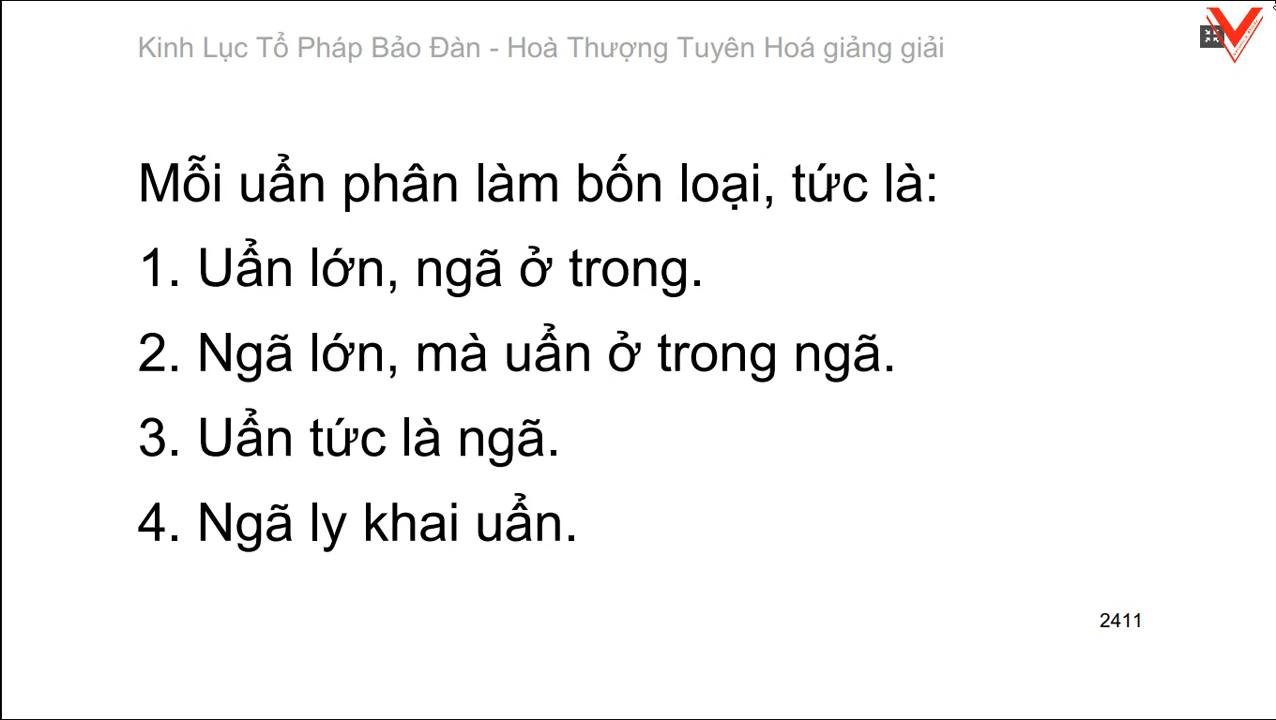 Kinh Lục Tổ Pháp Bảo Đàn - Hoà Thượng Tuyên Hoá giảng giải
Mỗi uẩn phân làm bốn loại, tức là:
1. Uẩn lớn, ngã ở trong.
2. Ngã lớn, mà uẩn ở trong ngã.
3. Uẩn tức là ngã.
4. Ngã ly khai uẩn.
2411